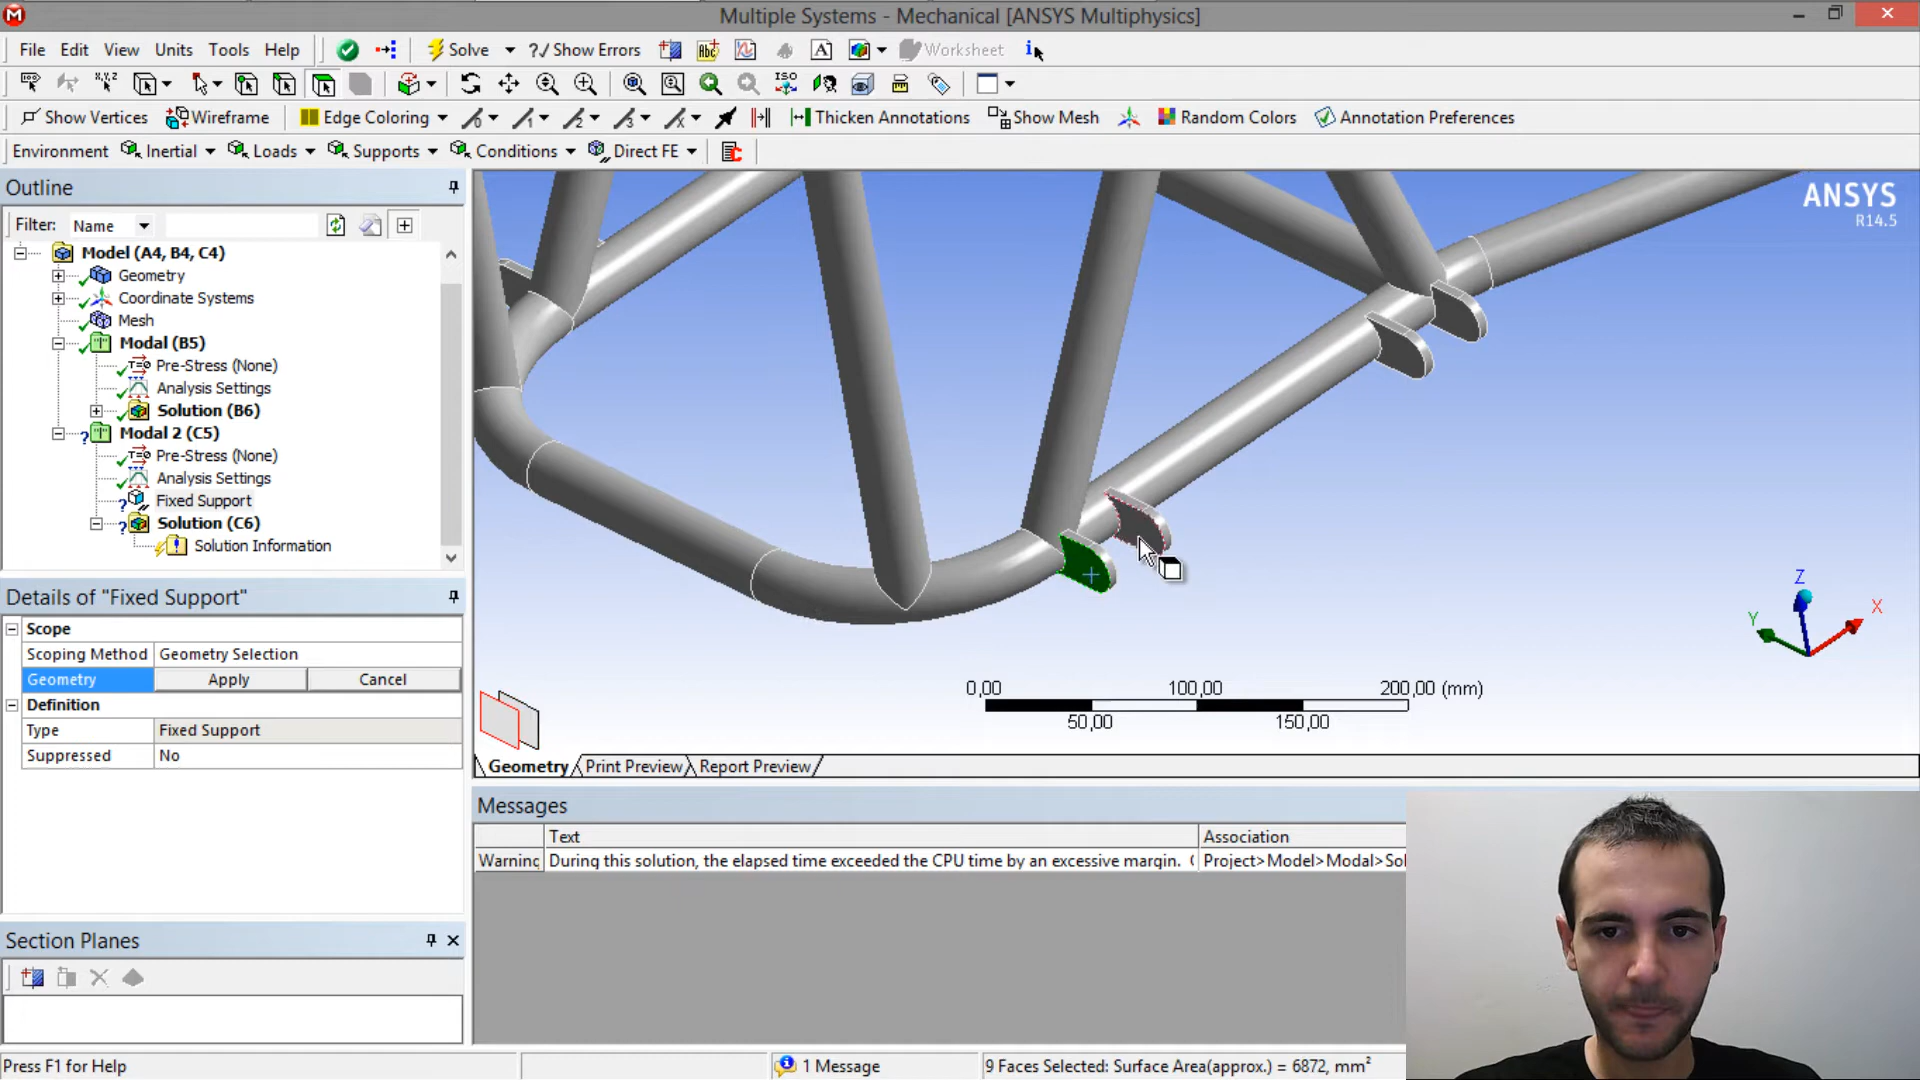 Multiple Systems - Mechanical [ANSYS Multiphysics]
File Edit View Units Tools Help Solve ?/ Show Errors Worksheet
Show Vertices Wireframe Edge Coloring Thicken Annotations Show Mesh Random Colors Annotation Preferences
Environment Inertial Loads Supports Conditions Direct FE
Outline
Filter: Name
Model (A4, B4, C4)
Geometry
Coordinate Systems
Mesh
Modal (B5)
Pre-Stress (None)
Analysis Settings
Solution (B6)
Modal 2 (C5)
Pre-Stress (None)
Analysis Settings
Fixed Support
Solution (C6)
Solution Information
Details of "Fixed Support"
Scope
Scoping Method Geometry Selection
Geometry Apply Cancel
Definition
Type Fixed Support
Suppressed No
Section Planes
Press F1 for Help
ANSYS
R14.5
Z
Y
X
0,00 100,00 200,00 (mm)
50,00 150,00
Geometry Print Preview Report Preview
Messages
Text Association
Warning During this solution, the elapsed time exceeded the CPU time by an excessive margin. Project>Model>Modal>Sol
1 Message 9 Faces Selected: Surface Area(approx.) = 6872, mm²